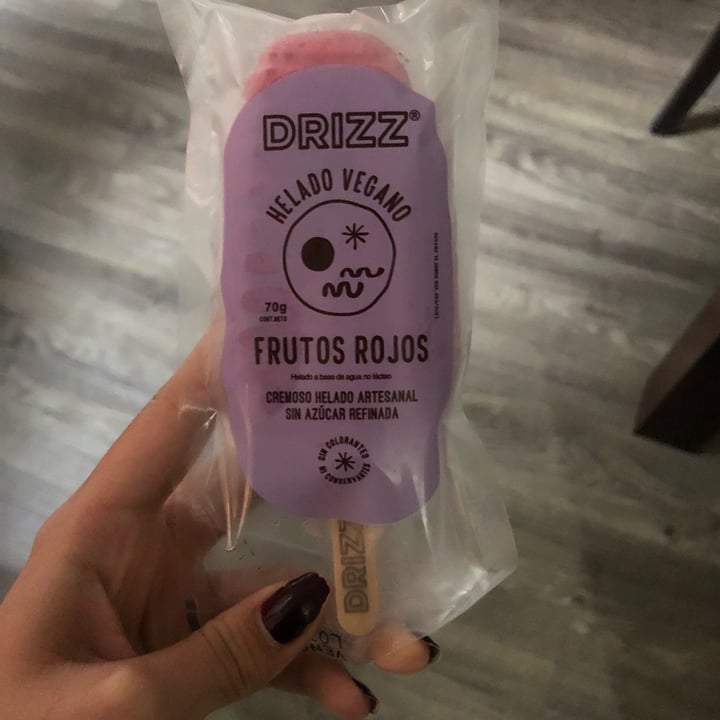 DRIZZ®
HELADO VEGANO
70g
CONT. NETO
FRUTOS ROJOS
Helado a base de agua no lácteo
CREMOSO HELADO ARTESANAL
SIN AZÚCAR REFINADA
SIN COLORANTES
NI CONSERVANTES
DRIZZ